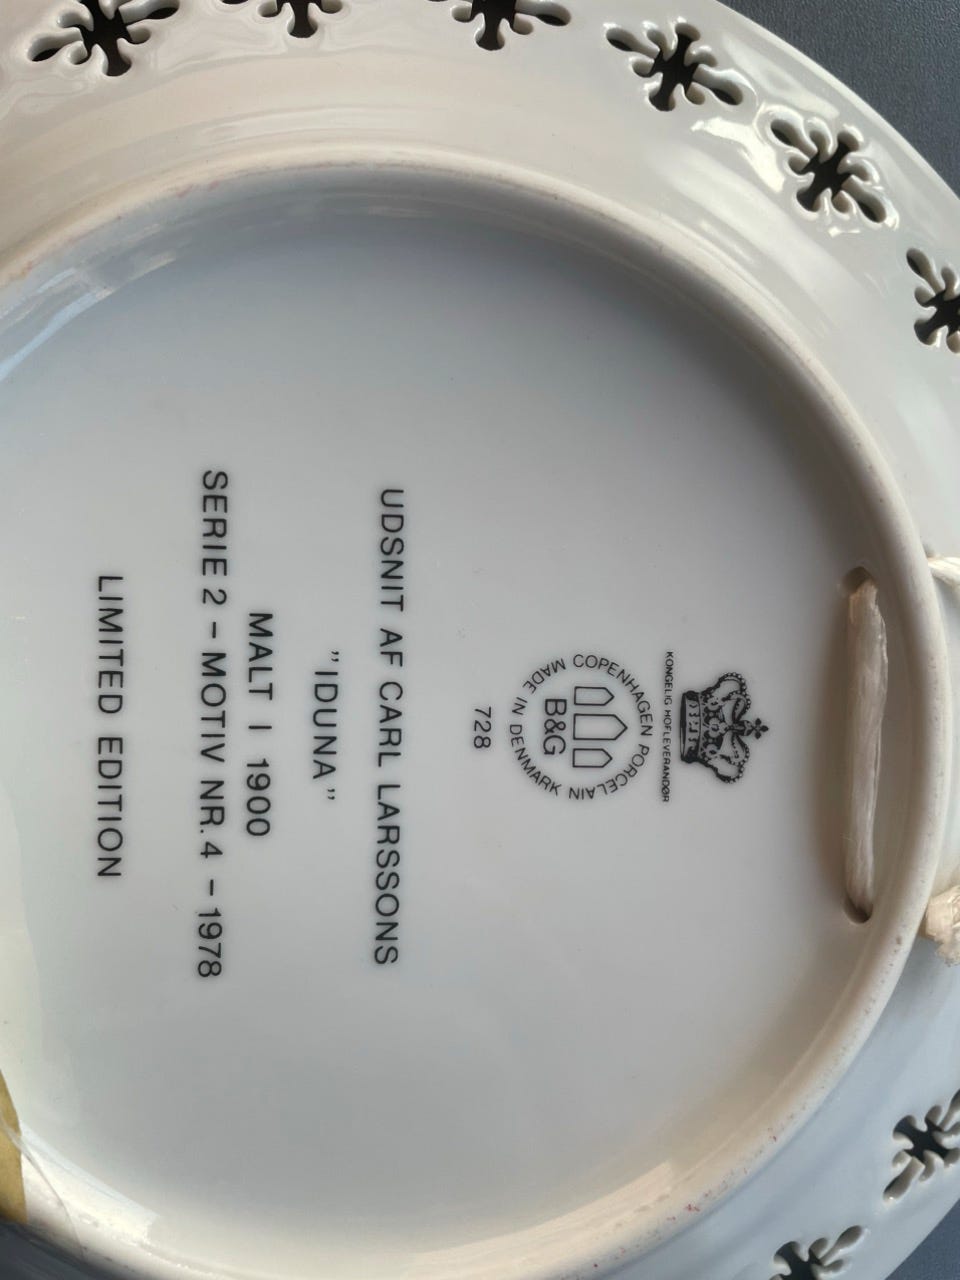 KONGELIG HOFLEVERANDØR
COPENHAGEN PORCELAIN
B&G
MADE IN DENMARK
728
UDSNIT AF CARL LARSSONS
”IDUNA”
MALT I 1900
SERIE 2 – MOTIV NR. 4 – 1978
LIMITED EDITION